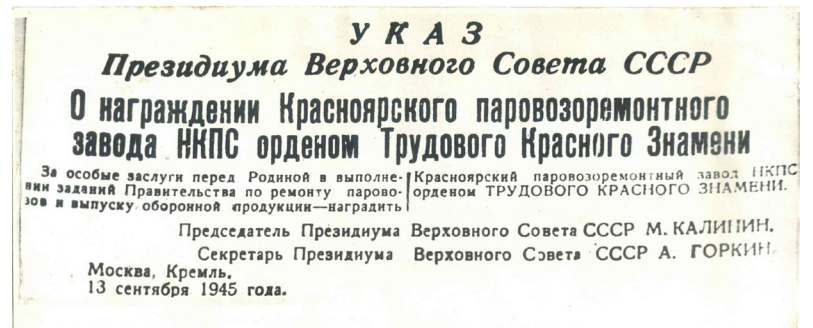 УКАЗ
Президиума Верховного Совета СССР
О награждении Красноярского паровозоремонтного
завода НКПС орденом Трудового Красного Знамени
За особые заслуги перед Родиной в выполне-
нии заданий Правительства по ремонту парово-
зов и выпуску оборонной продукции—наградить
Красноярский паровозоремонтный завод НКПС
орденом ТРУДОВОГО КРАСНОГО ЗНАМЕНИ.
Председатель Президиума Верховного Совета СССР М. КАЛИНИН.
Секретарь Президиума Верховного Совета СССР А. ГОРКИН.
Москва, Кремль.
13 сентября 1945 года.